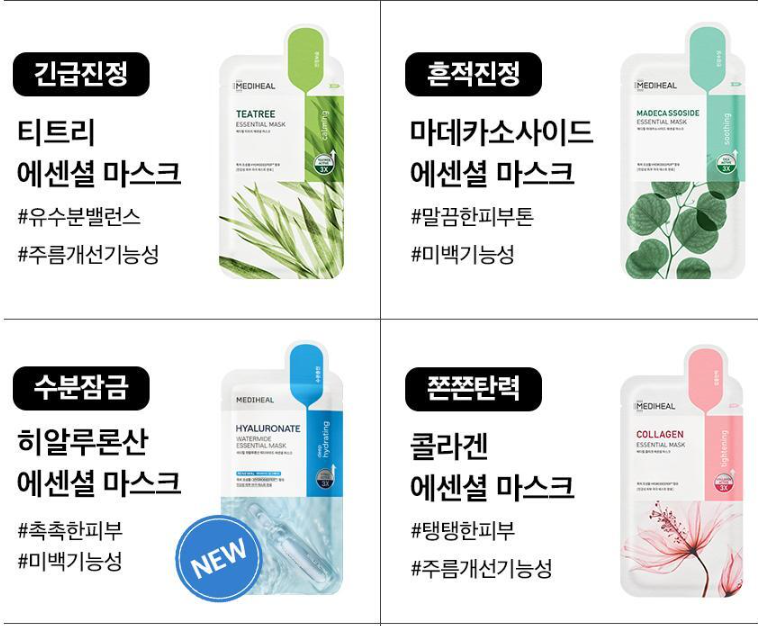 긴급진정
티트리
에센셜 마스크
#유수분밸런스
#주름개선기능성
MEDIHEAL
TEATREE
ESSENTIAL MASK
calming
3X
흔적진정
마데카소사이드
에센셜 마스크
#말끔한피부톤
#미백기능성
MEDIHEAL
MADECASSOSIDE
ESSENTIAL MASK
soothing
3X
수분잠금
히알루론산
에센셜 마스크
#촉촉한피부
#미백기능성
NEW
MEDIHEAL
HYALURONATE
WATERMIDE
ESSENTIAL MASK
hydrating
3X
쫀쫀탄력
콜라겐
에센셜 마스크
#탱탱한피부
#주름개선기능성
MEDIHEAL
COLLAGEN
ESSENTIAL MASK
tightening
3X